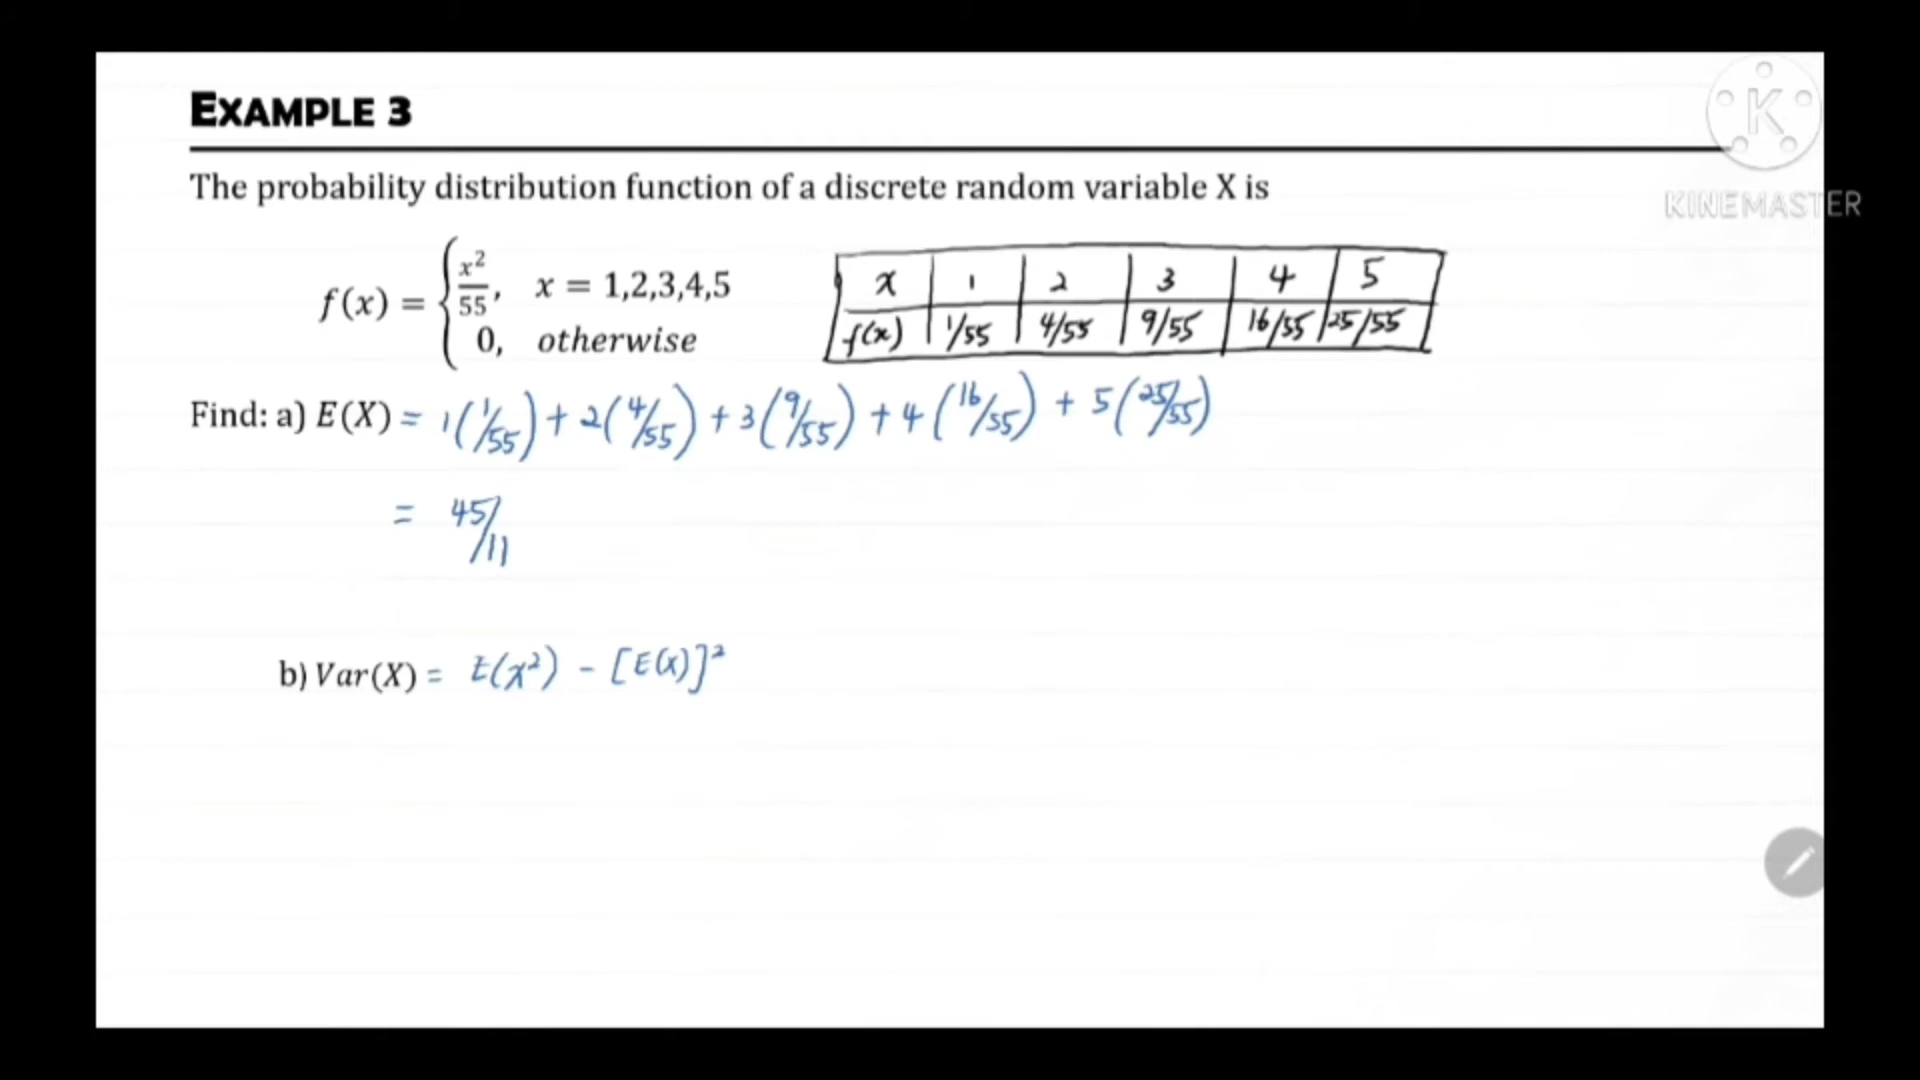 EXAMPLE 3
K
KINEMASTER
The probability distribution function of a discrete random variable X is
f(x) = { x²/55, x = 1,2,3,4,5
0, otherwise
x | 1 | 2 | 3 | 4 | 5
f(x) | 1/55 | 4/55 | 9/55 | 16/55 | 25/55
Find: a) E(X) = 1(1/55) + 2(4/55) + 3(9/55) + 4(16/55) + 5(25/55)
= 45/11
b) Var(X) = E(x²) - [E(x)]²